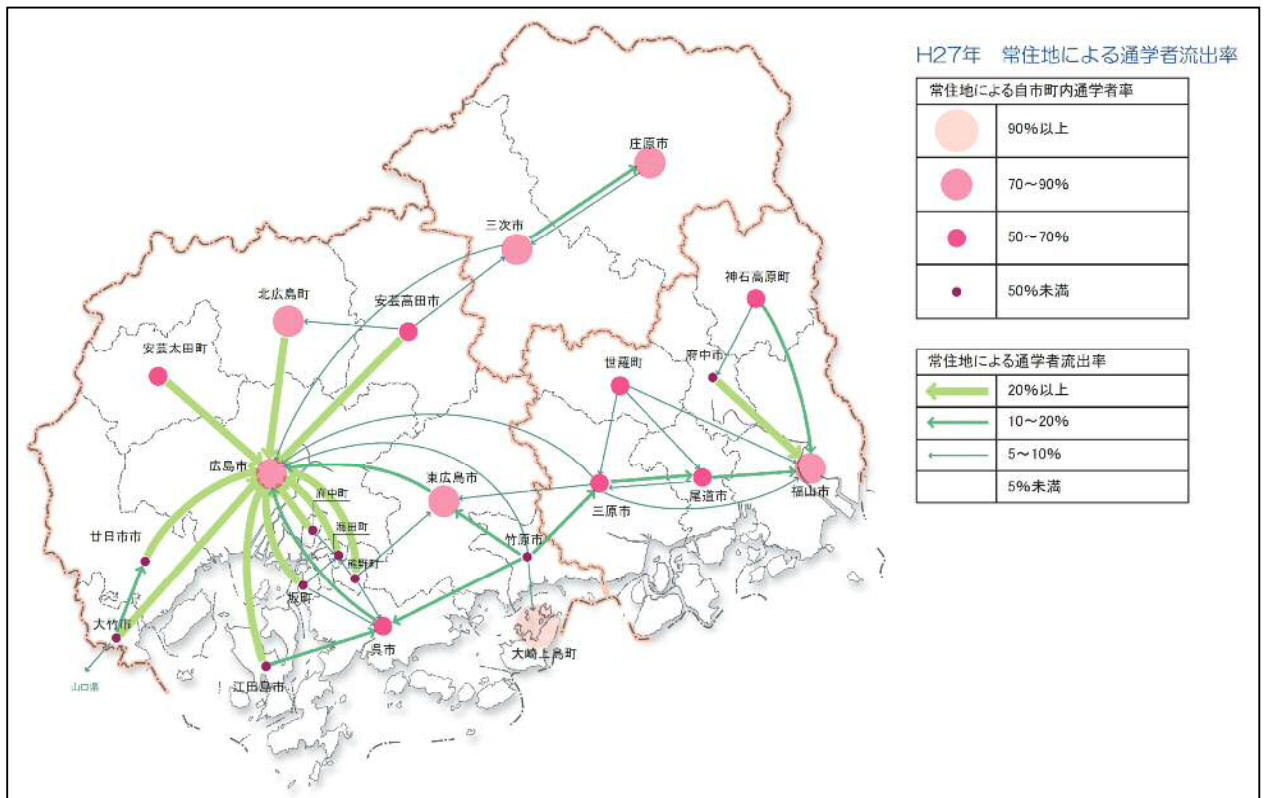 H27年　常住地による通学者流出率
常住地による自市町内通学者率
90%以上
70～90%
50～70%
50%未満
常住地による通学者流出率
20%以上
10～20%
5～10%
5%未満
庄原市
三次市
神石高原町
北広島町
安芸高田市
安芸太田町
世羅町
府中市
広島市
東広島市
府中町
海田町
三原市
尾道市
福山市
廿日市市
熊野町
竹原市
坂町
大竹市
呉市
大崎上島町
山口県
江田島市